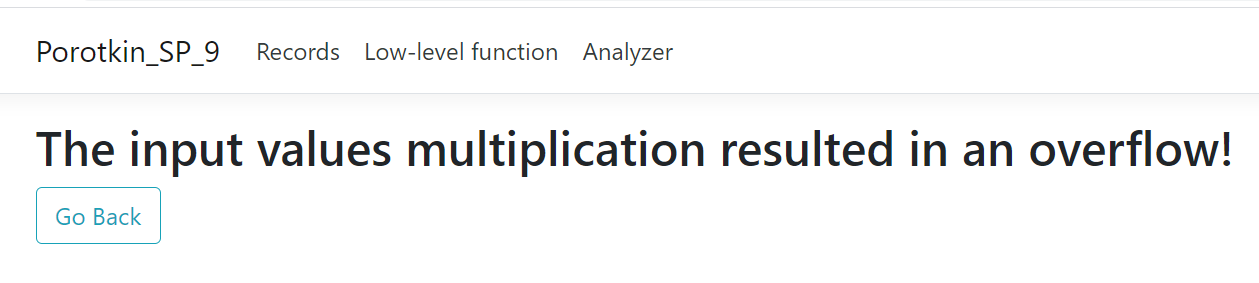 Porotkin_SP_9 Records Low-level function Analyzer
The input values multiplication resulted in an overflow!
Go Back